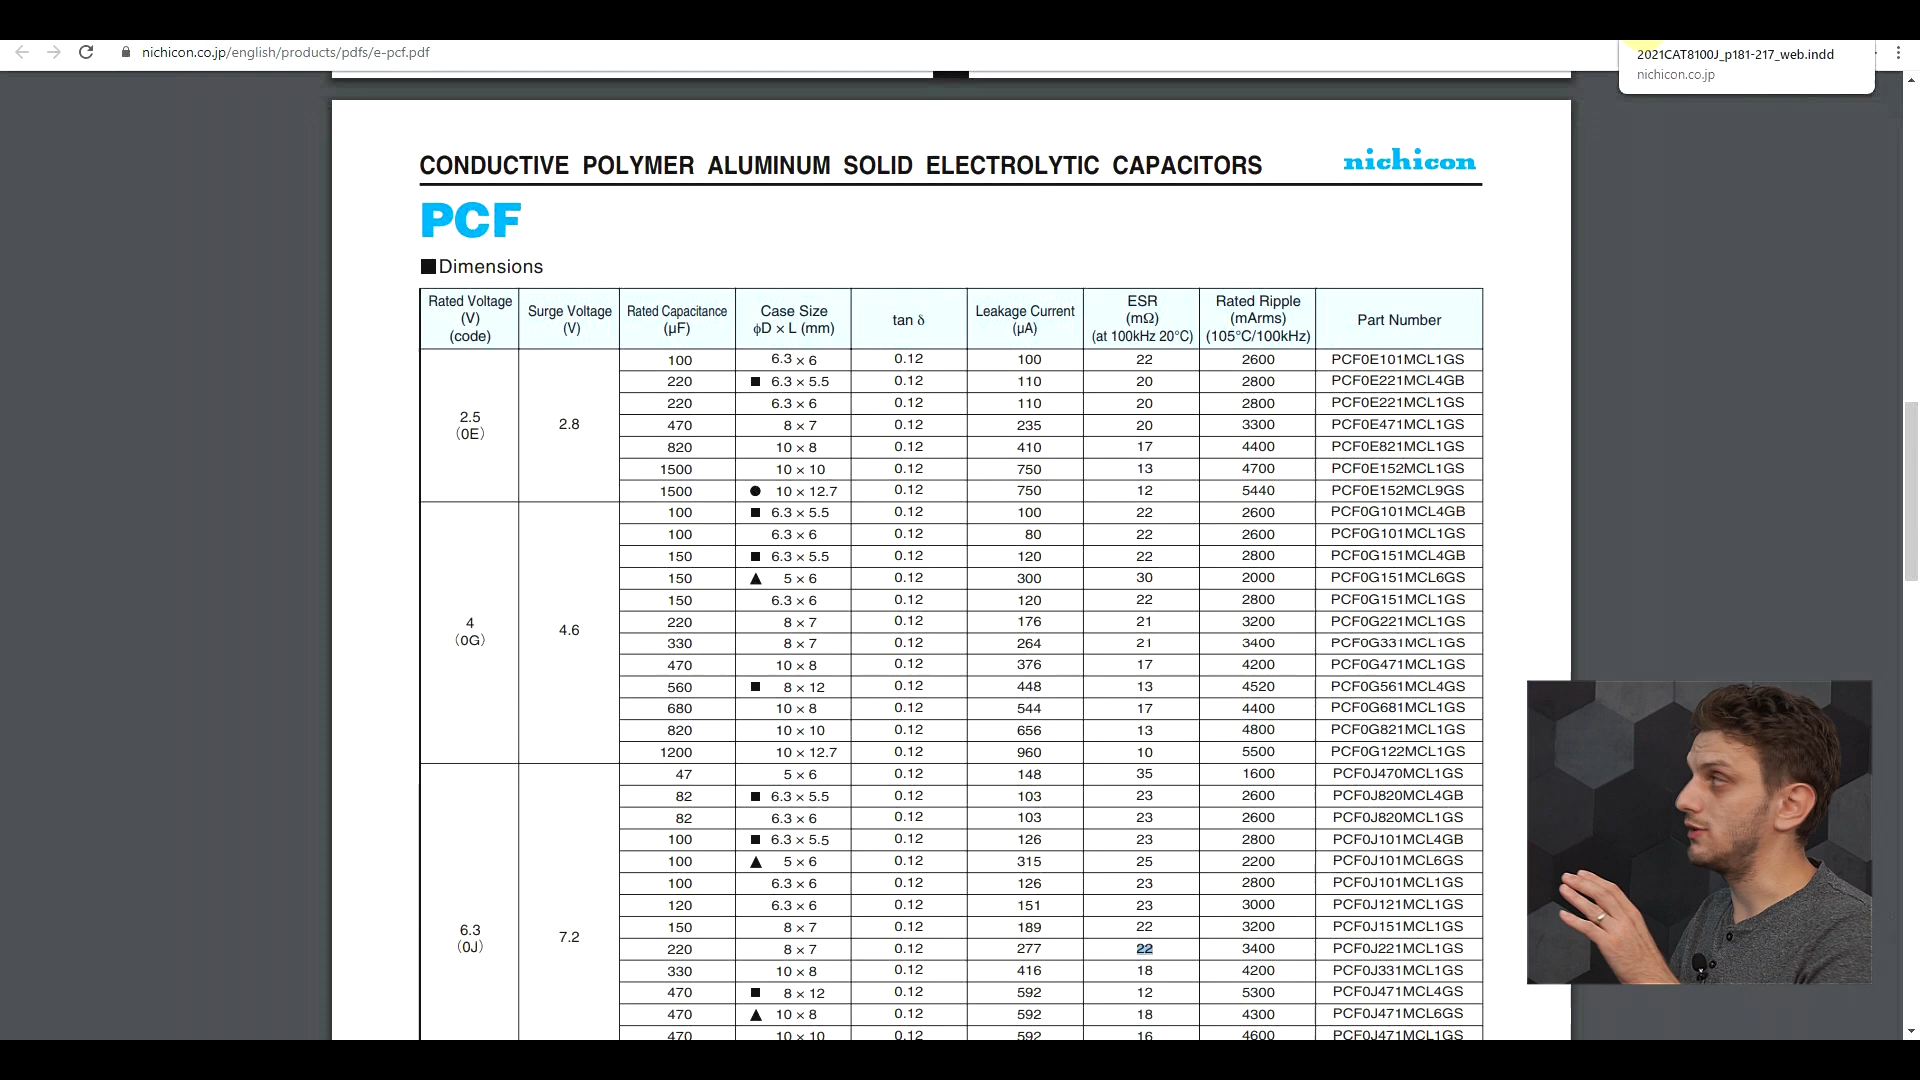 nichicon.co.jp/english/products/pdfs/e-pcf.pdf
2021CAT8100J_p181-217_web.indd
nichicon.co.jp
CONDUCTIVE POLYMER ALUMINUM SOLID ELECTROLYTIC CAPACITORS nichicon
PCF
■Dimensions
Rated Voltage (V) (code) Surge Voltage (V) Rated Capacitance (μF) Case Size ϕD × L (mm) tan δ Leakage Current (μA) ESR (mΩ) (at 100kHz 20°C) Rated Ripple (mArms) (105°C/100kHz) Part Number
2.5 (0E) 2.8
100 6.3 × 6 0.12 100 22 2600 PCF0E101MCL1GS
220 ■ 6.3 × 5.5 0.12 110 20 2800 PCF0E221MCL4GB
220 6.3 × 6 0.12 110 20 2800 PCF0E221MCL1GS
470 8 × 7 0.12 235 20 3300 PCF0E471MCL1GS
820 10 × 8 0.12 410 17 4400 PCF0E821MCL1GS
1500 10 × 10 0.12 750 13 4700 PCF0E152MCL1GS
1500 ● 10 × 12.7 0.12 750 12 5440 PCF0E152MCL9GS
4 (0G) 4.6
100 ■ 6.3 × 5.5 0.12 100 22 2600 PCF0G101MCL4GB
100 6.3 × 6 0.12 80 22 2600 PCF0G101MCL1GS
150 ■ 6.3 × 5.5 0.12 120 22 2800 PCF0G151MCL4GB
150 ▲ 5 × 6 0.12 300 30 2000 PCF0G151MCL6GS
150 6.3 × 6 0.12 120 22 2800 PCF0G151MCL1GS
220 8 × 7 0.12 176 21 3200 PCF0G221MCL1GS
330 8 × 7 0.12 264 21 3400 PCF0G331MCL1GS
470 10 × 8 0.12 376 17 4200 PCF0G471MCL1GS
560 ■ 8 × 12 0.12 448 13 4520 PCF0G561MCL4GS
680 10 × 8 0.12 544 17 4400 PCF0G681MCL1GS
820 10 × 10 0.12 656 13 4800 PCF0G821MCL1GS
1200 10 × 12.7 0.12 960 10 5500 PCF0G122MCL1GS
6.3 (0J) 7.2
47 5 × 6 0.12 148 35 1600 PCF0J470MCL1GS
82 ■ 6.3 × 5.5 0.12 103 23 2600 PCF0J820MCL4GB
82 6.3 × 6 0.12 103 23 2600 PCF0J820MCL1GS
100 ■ 6.3 × 5.5 0.12 126 23 2800 PCF0J101MCL4GB
100 ▲ 5 × 6 0.12 315 25 2200 PCF0J101MCL6GS
100 6.3 × 6 0.12 126 23 2800 PCF0J101MCL1GS
120 6.3 × 6 0.12 151 23 3000 PCF0J121MCL1GS
150 8 × 7 0.12 189 22 3200 PCF0J151MCL1GS
220 8 × 7 0.12 277 22 3400 PCF0J221MCL1GS
330 10 × 8 0.12 416 18 4200 PCF0J331MCL1GS
470 ■ 8 × 12 0.12 592 12 5300 PCF0J471MCL4GS
470 ▲ 10 × 8 0.12 592 18 4300 PCF0J471MCL6GS
470 10 × 10 0.12 592 16 4600 PCF0J471MCL1GS